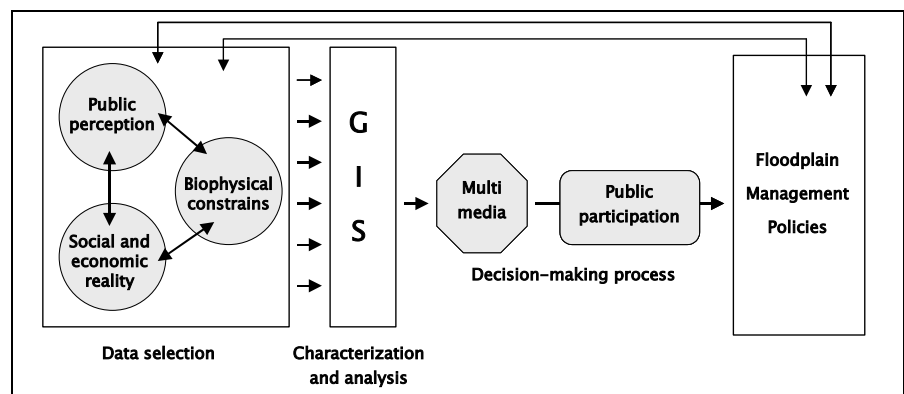 Public
perception
Biophysical
constrains
Social and
economic
reality
Data selection
G
I
S
Characterization
and analysis
Multi
media
Public
participation
Decision-making process
Floodplain
Management
Policies